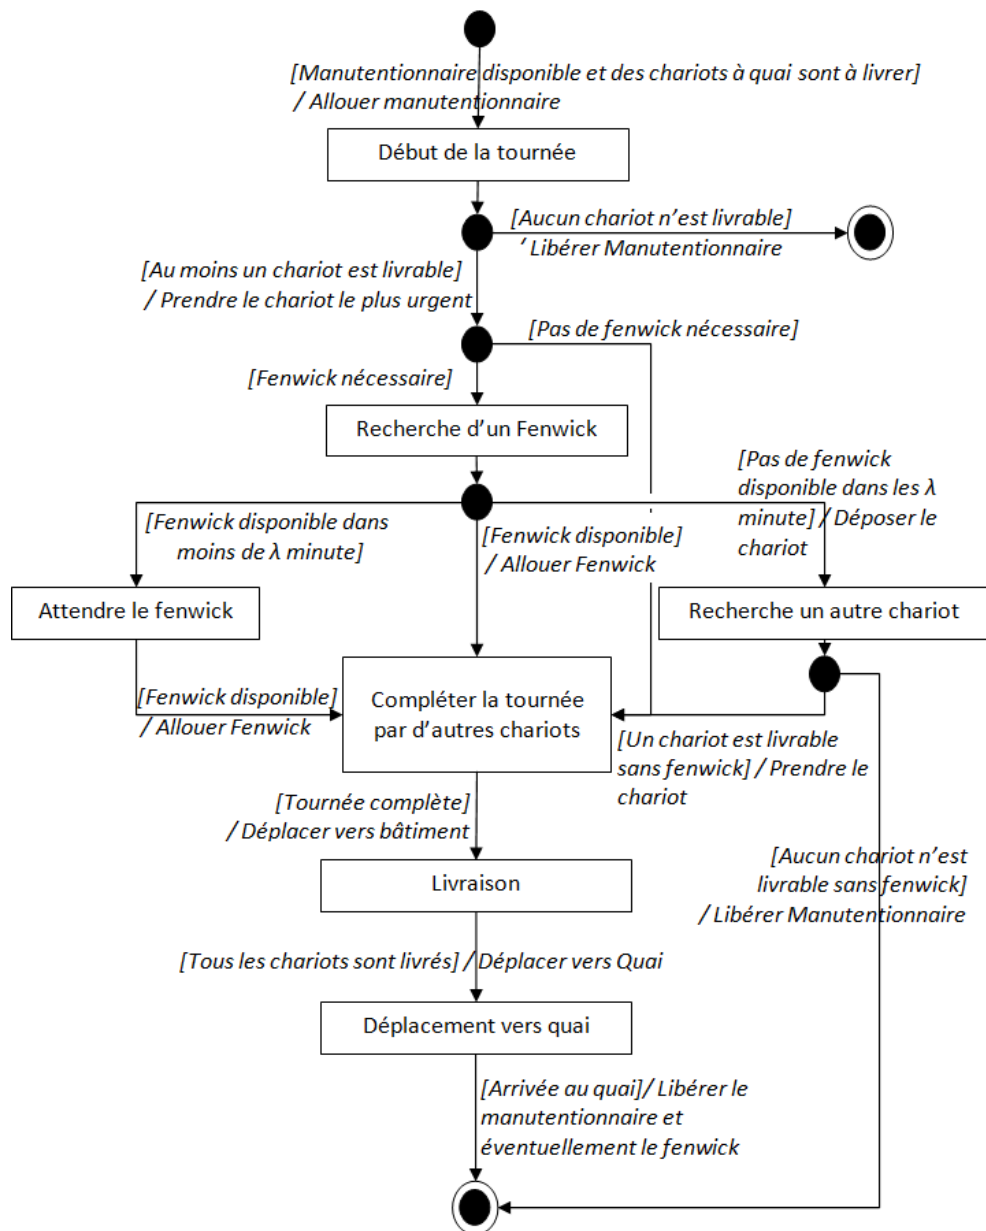 [Manutentionnaire disponible et des chariots à quai sont à livrer]
/ Allouer manutentionnaire
Début de la tournée
[Aucun chariot n'est livrable]
‘ Libérer Manutentionnaire
[Au moins un chariot est livrable]
/ Prendre le chariot le plus urgent
[Pas de fenwick nécessaire]
[Fenwick nécessaire]
Recherche d'un Fenwick
[Pas de fenwick
disponible dans les λ
minute] / Déposer le
chariot
[Fenwick disponible dans
moins de λ minute]
[Fenwick disponible]
/ Allouer Fenwick
Attendre le fenwick
Recherche un autre chariot
[Fenwick disponible]
/ Allouer Fenwick
Compléter la tournée
par d'autres chariots
[Un chariot est livrable
sans fenwick] / Prendre le
chariot
[Tournée complète]
/ Déplacer vers bâtiment
[Aucun chariot n'est
livrable sans fenwick]
/ Libérer Manutentionnaire
Livraison
[Tous les chariots sont livrés] / Déplacer vers Quai
Déplacement vers quai
[Arrivée au quai]/ Libérer le
manutentionnaire et
éventuellement le fenwick